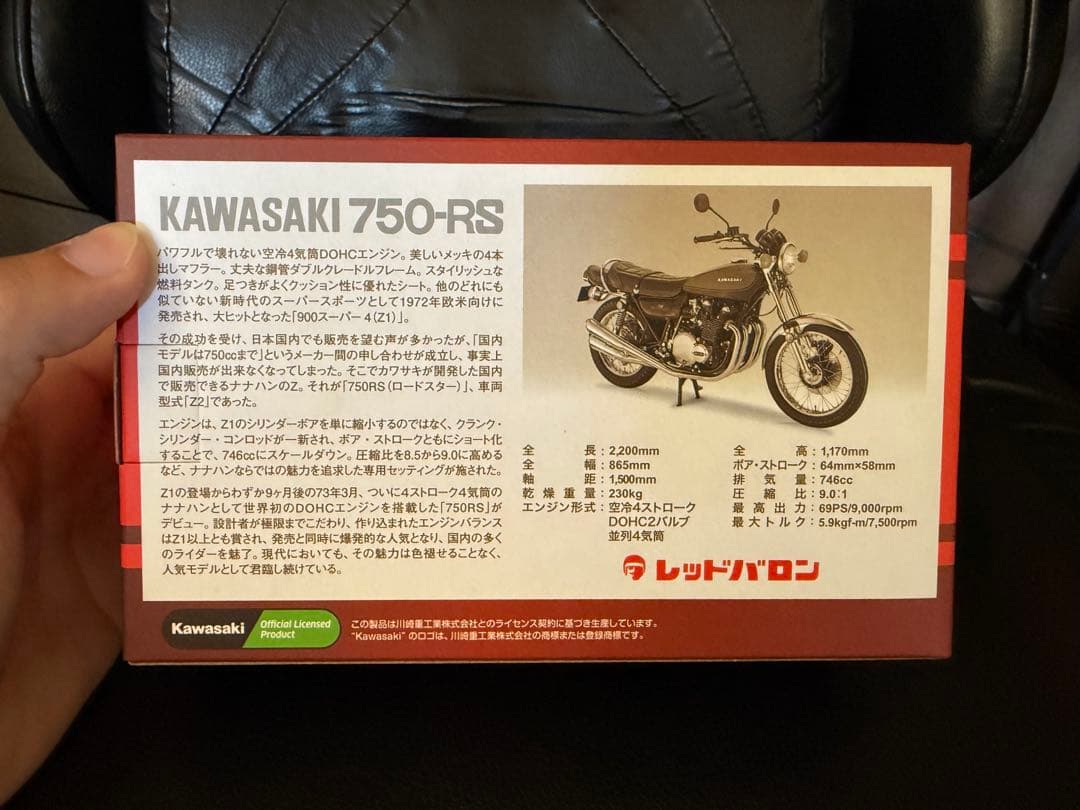 KAWASAKI 750-RS
パワフルで壊れない空冷4気筒DOHCエンジン。美しいメッキの4本
出しマフラー。丈夫な鋼管ダブルクレードルフレーム。スタイリッシュな
燃料タンク。足つきがよくクッション性に優れたシート。他のどれにも
似ていない新時代のスーパースポーツとして1972年欧米向けに
発売され、大ヒットとなった「900スーパー4(Z1)」。
その成功を受け、日本国内でも販売を望む声が多かったが、「国内
モデルは750ccまで」というメーカー間の申し合わせが成立し、事実上
国内販売が出来なくなってしまった。そこでカワサキが開発した国内
で販売できるナナハンのZ。それが「750RS(ロードスター)」、車両
型式「Z2」であった。
エンジンは、Z1のシリンダーボアを単に縮小するのではなく、クランク・
シリンダー・コンロッドが一新され、ボア・ストロークともにショート化
することで、746ccにスケールダウン。圧縮比を8.5から9.0に高める
など、ナナハンならではの魅力を追求した専用セッティングが施された。
Z1の登場からわずか9ヶ月後の73年3月、ついに4ストローク4気筒の
ナナハンとして世界初のDOHCエンジンを搭載した「750RS」が
デビュー。設計者が極限までこだわり、作り込まれたエンジンバランス
はZ1以上とも賞され、発売と同時に爆発的な人気となり、国内の多く
のライダーを魅了。現代においても、その魅力は色褪せることなく、
人気モデルとして君臨し続けている。
KAWASAKI
全長:2,200mm
全幅:865mm
軸距:1,500mm
乾燥重量:230kg
エンジン形式:空冷4ストローク
DOHC2バルブ
並列4気筒
全高:1,170mm
ボア・ストローク:64mm×58mm
排気量:746cc
圧縮比:9.0:1
最高出力:69PS/9,000rpm
最大トルク:5.9kgf-m/7,500rpm
レッドバロン
Kawasaki
Official Licensed
Product
この製品は川崎重工業株式会社とのライセンス契約に基づき生産しています。
"Kawasaki"のロゴは、川崎重工業株式会社の商標または登録商標です。